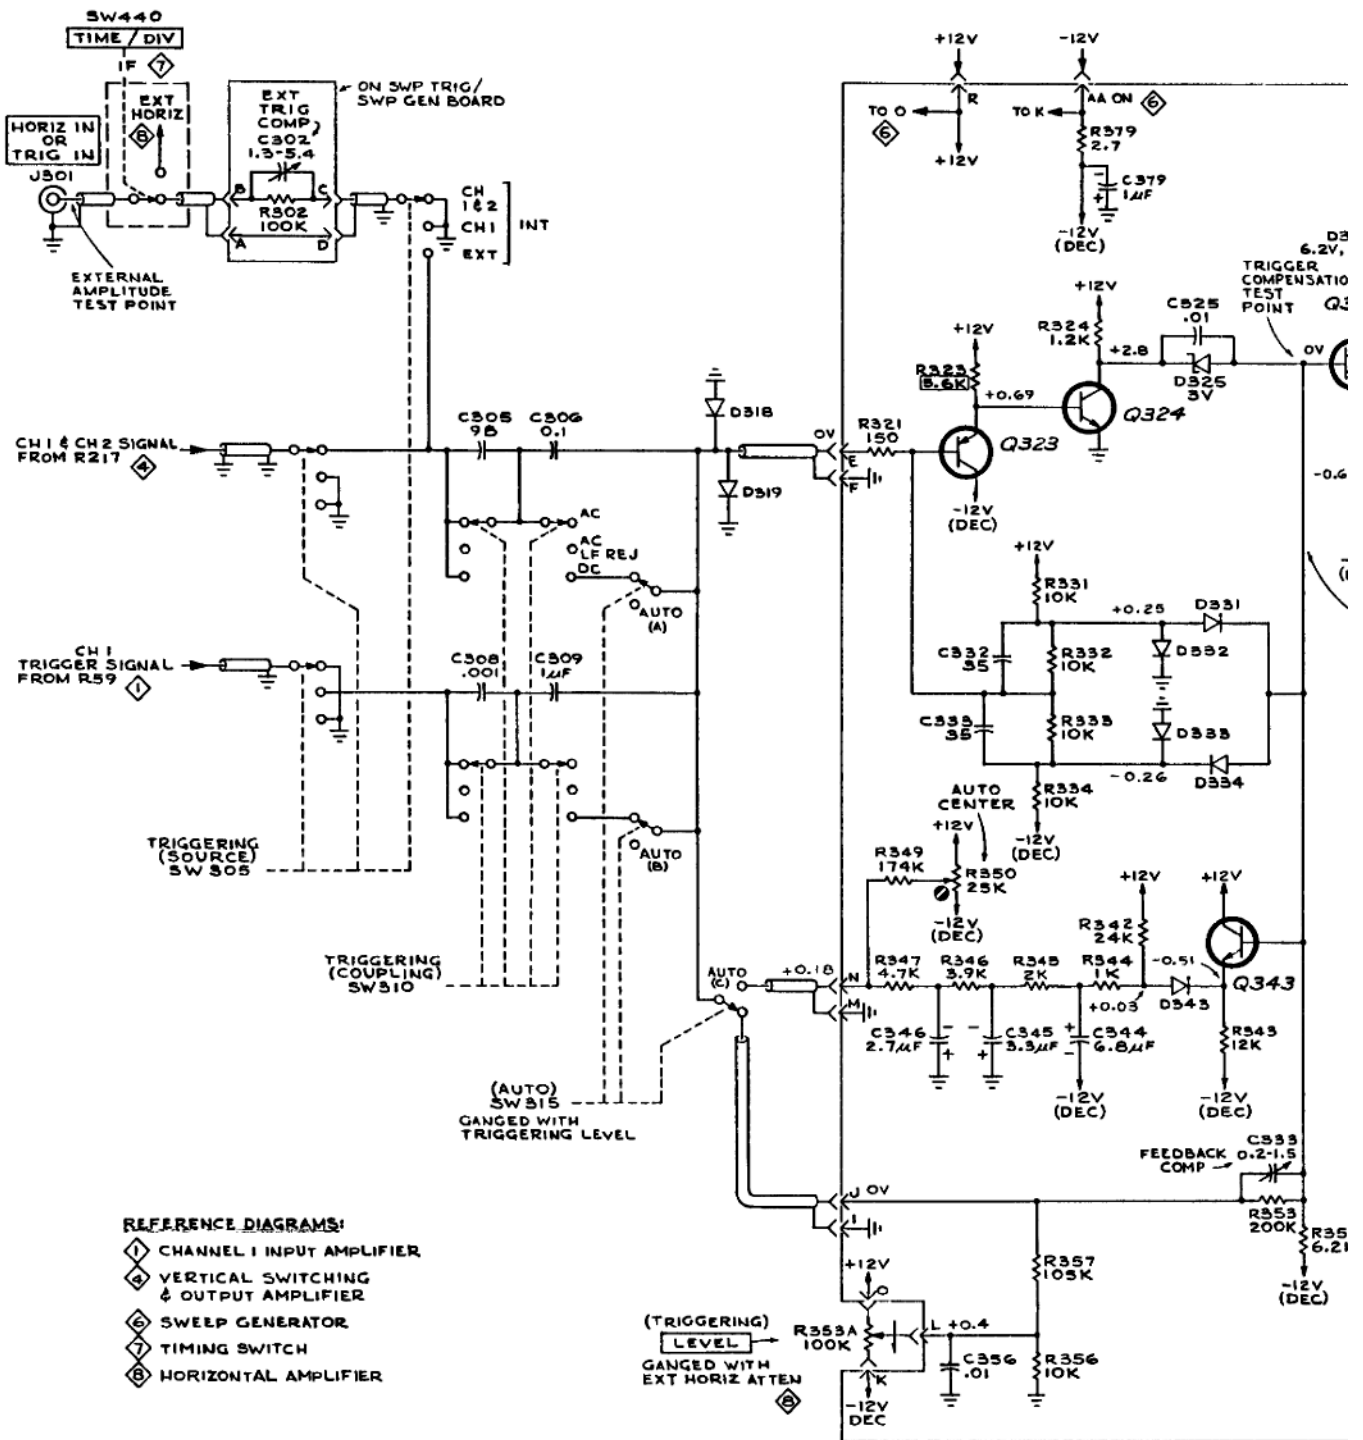 SW440
TIME / DIV
1F 7
EXT
HORIZ
8
HORIZ IN
OR
TRIG IN
J301
EXT
TRIG
COMP
C302
1.3-5.4
B
C
R302
100K
A
D
ON SWP TRIG/
SWP GEN BOARD
CH
1&2
CH1
EXT
INT
EXTERNAL
AMPLITUDE
TEST POINT
+12V
-12V
R
AA ON 6
TO O
6
TO K
+12V
R379
2.7
-
C379
1µF
+
-12V
(DEC)
6.2V,
TRIGGER
TEST
POINT
+12V
C325
.01
R324
1.2K
+2.8
0V
D325
3V
+12V
R323
5.6K
+0.69
Q324
Q323
-12V
(DEC)
CH1 & CH2 SIGNAL
FROM R217 4
C305
98
C306
0.1
D318
D319
0V
E
F
R321
150
AC
AC
LF REJ
DC
AUTO
(A)
+12V
R331
10K
+0.25
D331
C332
35
R332
10K
D332
C333
35
R333
10K
D333
-0.26
D334
R334
10K
-12V
(DEC)
CH1
TRIGGER SIGNAL
FROM R59 1
C308
.001
C309
1µF
AUTO
(B)
TRIGGERING
(SOURCE)
SW305
TRIGGERING
(COUPLING)
SW310
(AUTO)
SW315
GANGED WITH
TRIGGERING LEVEL
AUTO
CENTER
+12V
R349
174K
R350
25K
-12V
(DEC)
+12V
+12V
R342
24K
-0.51
Q343
AUTO
(C)
+0.18
N
M
R347
4.7K
R346
3.9K
R345
2K
R344
1K
+0.03
D343
C346
2.7µF
-
+
C345
3.3µF
-
+
C344
6.8µF
+
-
R343
12K
-12V
(DEC)
-12V
(DEC)
FEEDBACK
COMP
C333
0.2-1.5
J 0V
I
R353
200K
-12V
(DEC)
R357
105K
+12V
O
(TRIGGERING)
LEVEL
GANGED WITH
EXT HORIZ ATTEN
8
R353A
100K
L +0.4
K
-12V
DEC
C356
.01
R356
10K
REFERENCE DIAGRAMS:
1 CHANNEL 1 INPUT AMPLIFIER
4 VERTICAL SWITCHING
& OUTPUT AMPLIFIER
6 SWEEP GENERATOR
7 TIMING SWITCH
8 HORIZONTAL AMPLIFIER